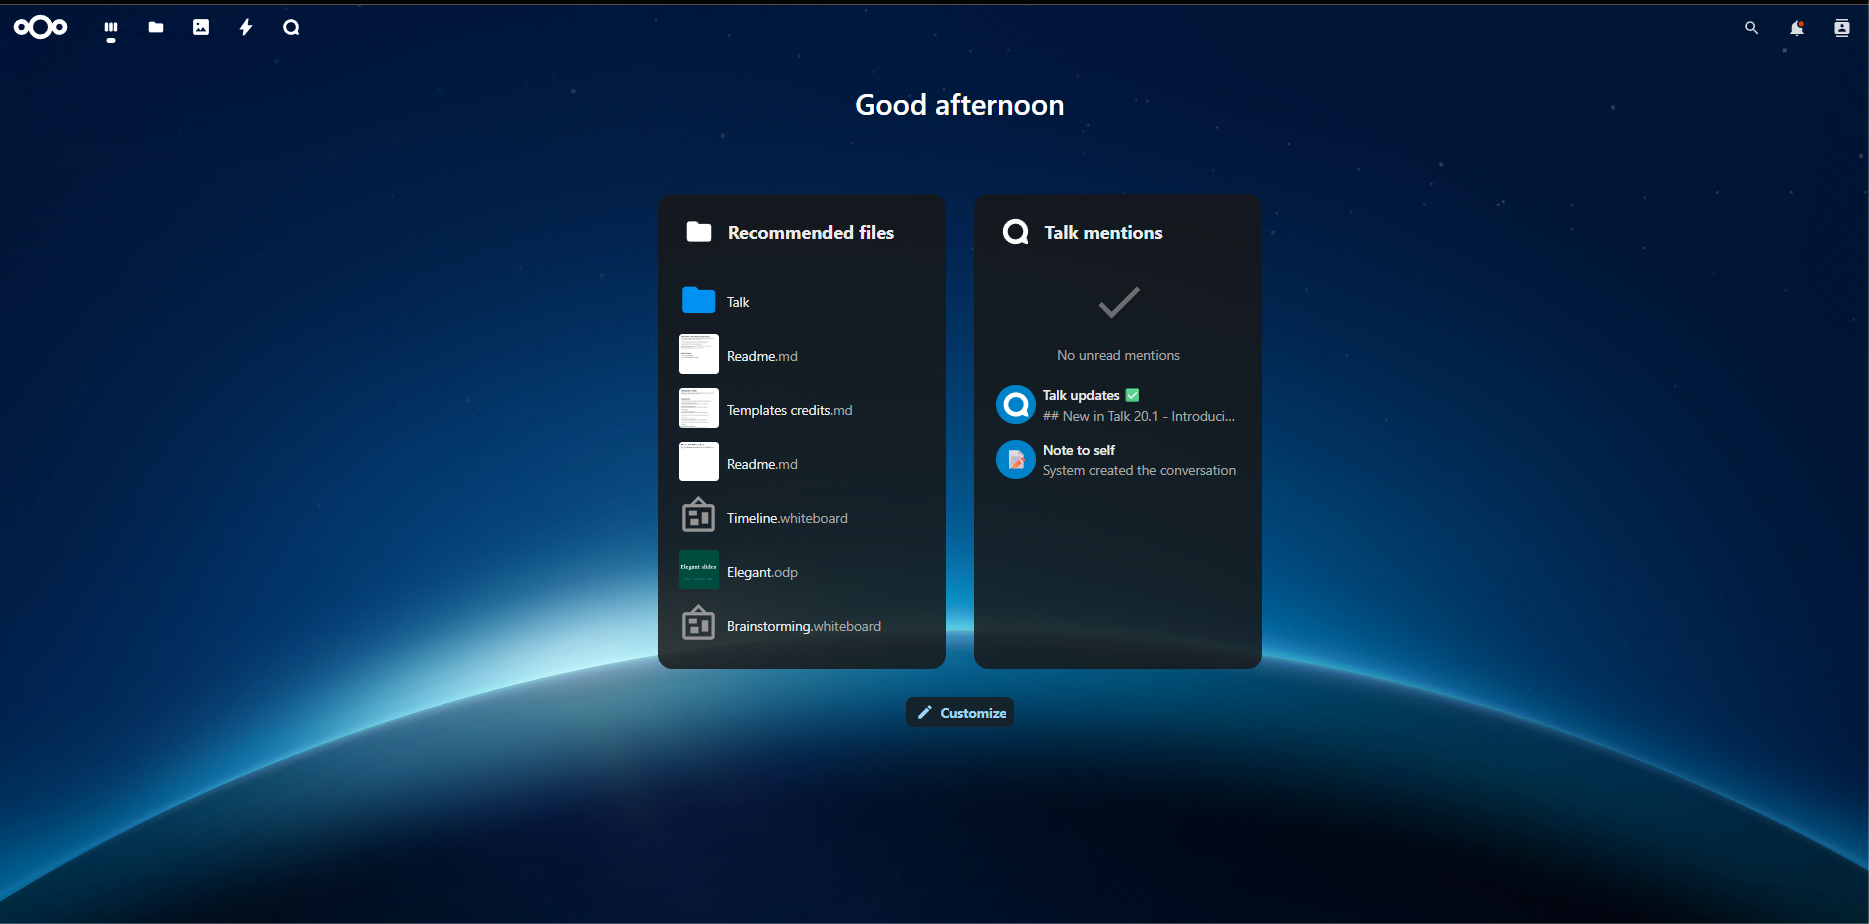 Good afternoon
Recommended files
Talk
Readme.md
Templates credits.md
Readme.md
Timeline.whiteboard
Elegant slides
Elegant.odp
Brainstorming.whiteboard
Talk mentions
No unread mentions
Talk updates ✅
## New in Talk 20.1 - Introduci...
Note to self
System created the conversation
Customize